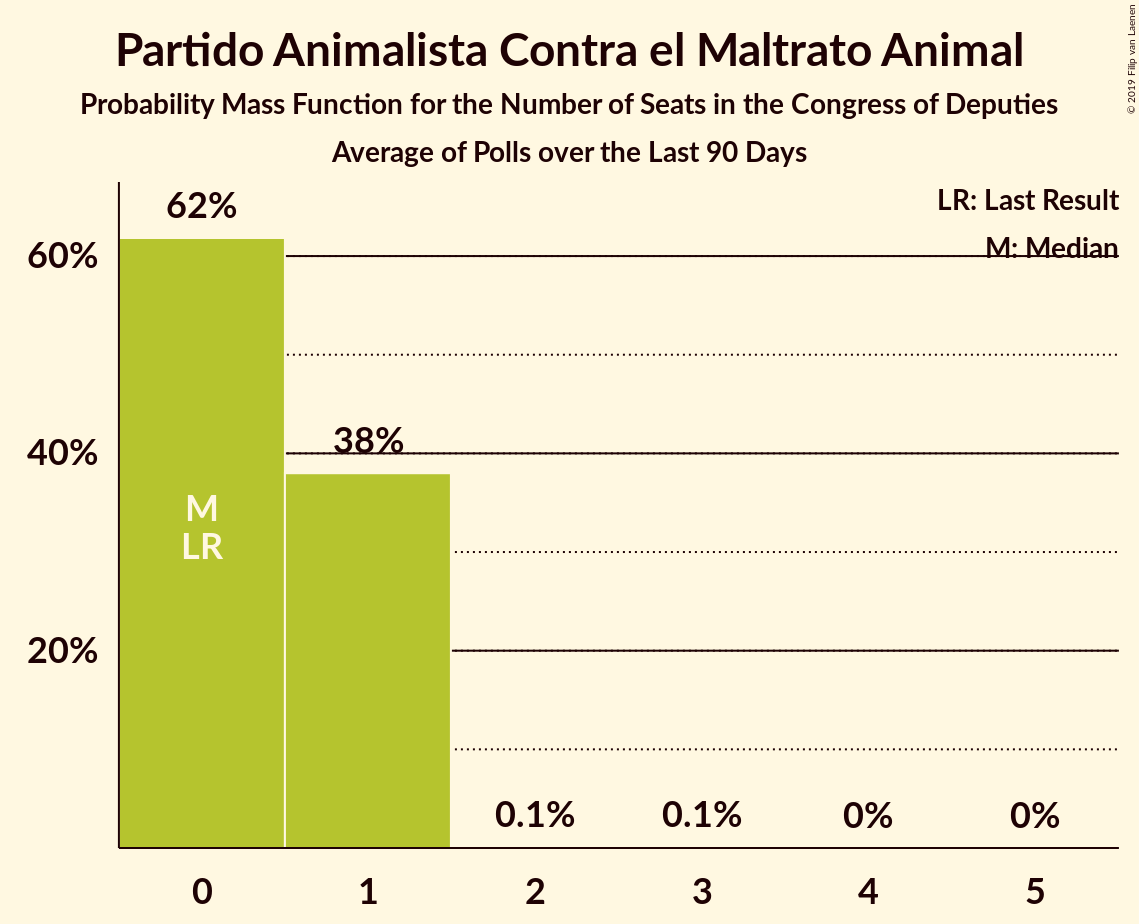 Partido Animalista Contra el Maltrato Animal
Probability Mass Function for the Number of Seats in the Congress of Deputies
Average of Polls over the Last 90 Days
© 2019 Filip van Laenen
LR: Last Result
M: Median
62%
60%
38%
40%
M
LR
20%
0.1%
0.1%
0%
0%
0
1
2
3
4
5